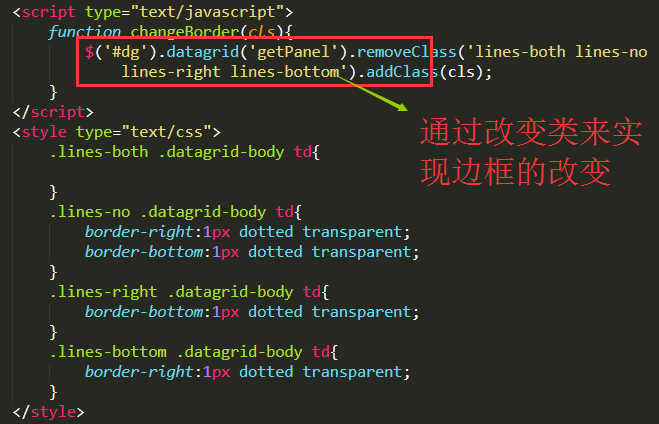 <script type="text/javascript">
function changeBorder(cls){
$('#dg').datagrid('getPanel').removeClass('lines-both lines-no
lines-right lines-bottom').addClass(cls);
}
</script>
<style type="text/css">
.lines-both .datagrid-body td{
}
.lines-no .datagrid-body td{
border-right:1px dotted transparent;
border-bottom:1px dotted transparent;
}
.lines-right .datagrid-body td{
border-bottom:1px dotted transparent;
}
.lines-bottom .datagrid-body td{
border-right:1px dotted transparent;
}
</style>
通过改变类来实
现边框的改变